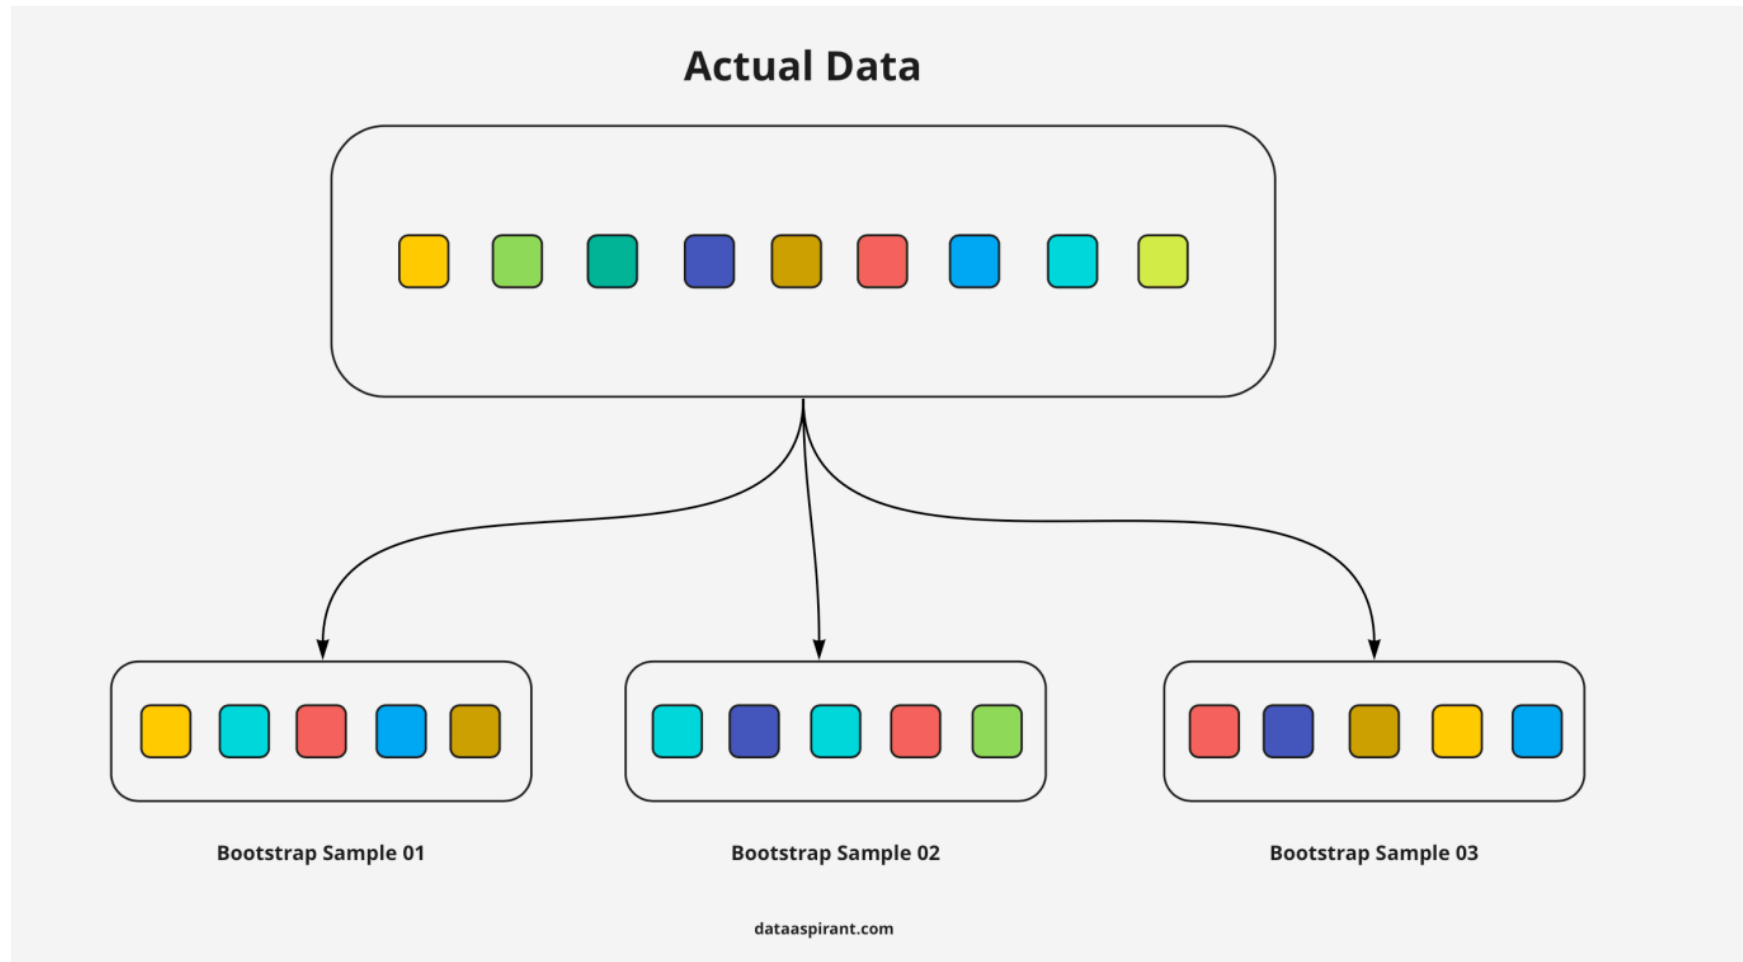 Actual Data
Bootstrap Sample 01
Bootstrap Sample 02
Bootstrap Sample 03
dataaspirant.com